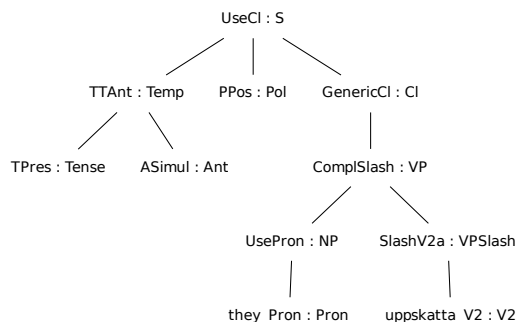 UseCl : S
TTAnt : Temp PPos : Pol GenericCl : Cl
TPres : Tense ASimul : Ant ComplSlash : VP
UsePron : NP SlashV2a : VPSlash
they_Pron : Pron uppskatta_V2 : V2